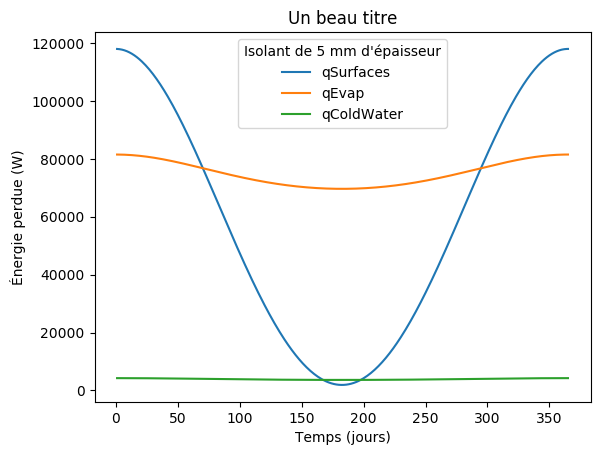 Un beau titre
Isolant de 5 mm d'épaisseur
qSurfaces
qEvap
qColdWater
Énergie perdue (W)
120000
100000
80000
60000
40000
20000
0
0 50 100 150 200 250 300 350
Temps (jours)